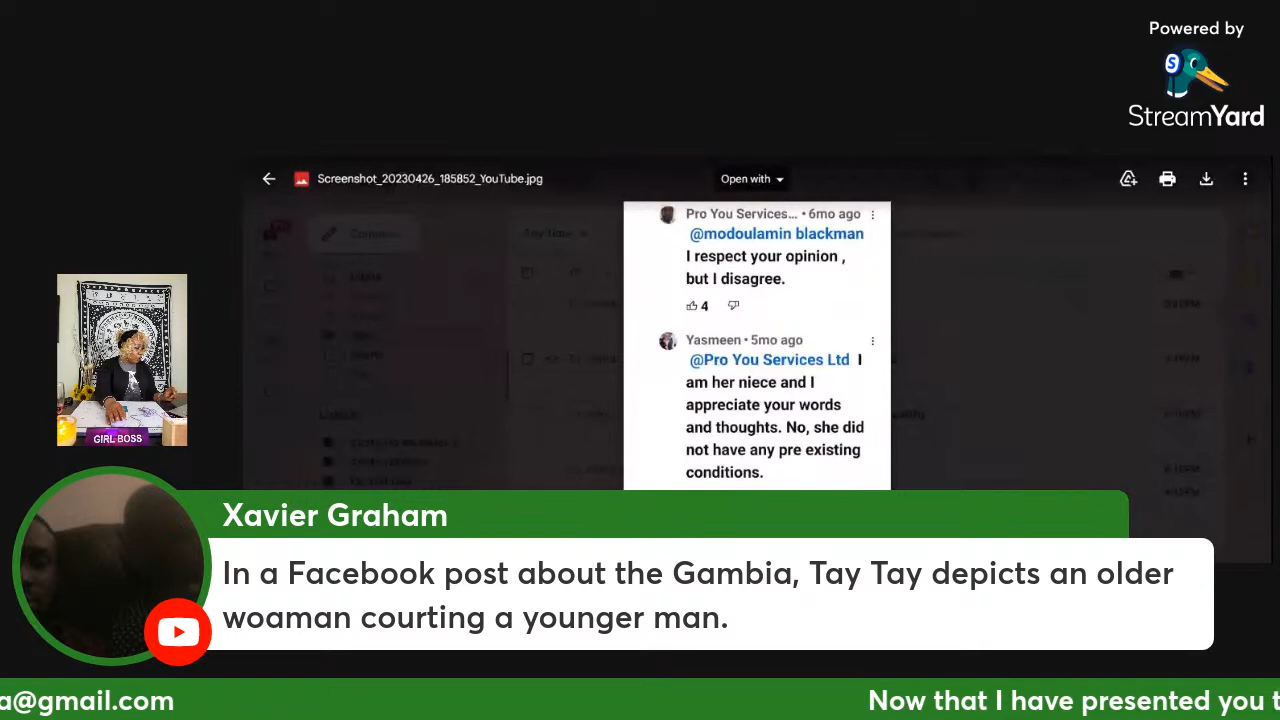 Powered by
StreamYard
Screenshot_20230426_185852_YouTube.jpg
Open with
Pro You Services... • 6mo ago
@modoulamin blackman
I respect your opinion ,
but I disagree.
4
Yasmeen • 5mo ago
@Pro You Services Ltd I
am her niece and I
appreciate your words
and thoughts. No, she did
not have any pre existing
conditions.
GIRL BOSS
Xavier Graham
In a Facebook post about the Gambia, Tay Tay depicts an older
woaman courting a younger man.
a@gmail.com
Now that I have presented you t